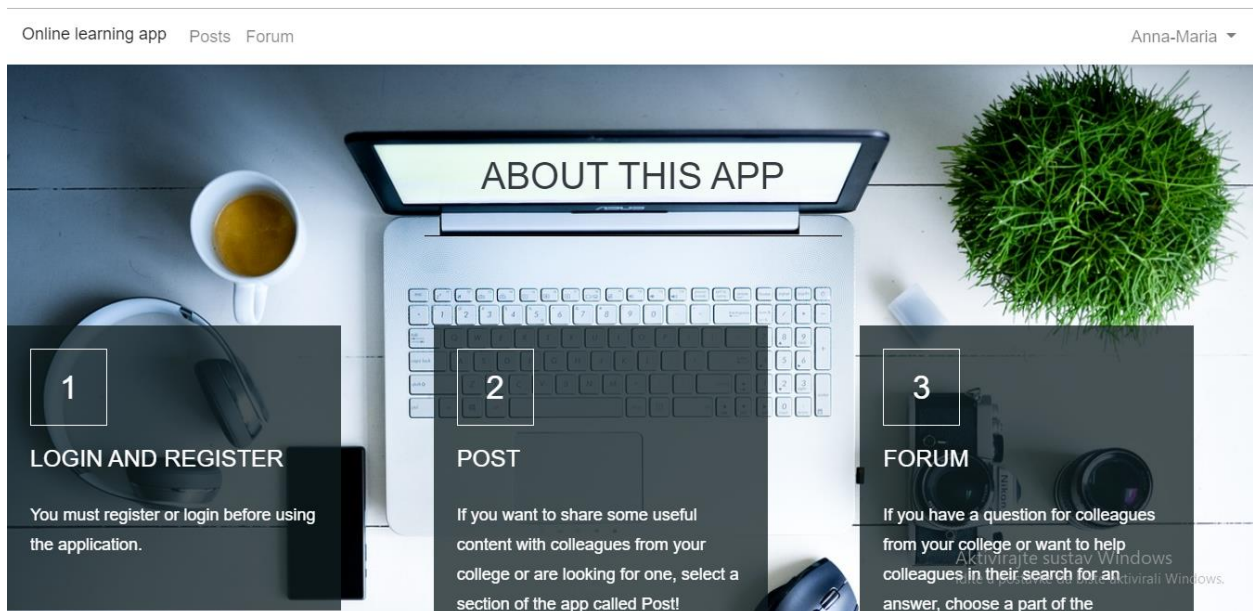 Online learning app Posts Forum Anna-Maria
ABOUT THIS APP
ASUS
1
LOGIN AND REGISTER
You must register or login before using
the application.
2
POST
If you want to share some useful
content with colleagues from your
college or are looking for one, select a
section of the app called Post!
3
FORUM
If you have a question for colleagues
from your college or want to help
colleagues in their search for an
answer, choose a part of the
Nikon
Aktivirajte sustav Windows
aktivirali Windows.